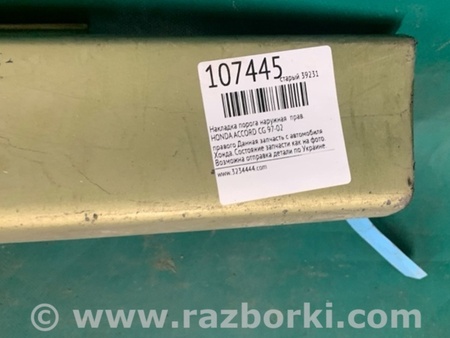 107445 старый 39231
Накладка порога наружная прав.
HONDA ACCORD CG 97-02
правого Данная запчасть с автомобиля
Хонда. Состояние запчасти как на фото.
Возможна отправка детали по Украине
www.3234444.com
© www.razborki.com